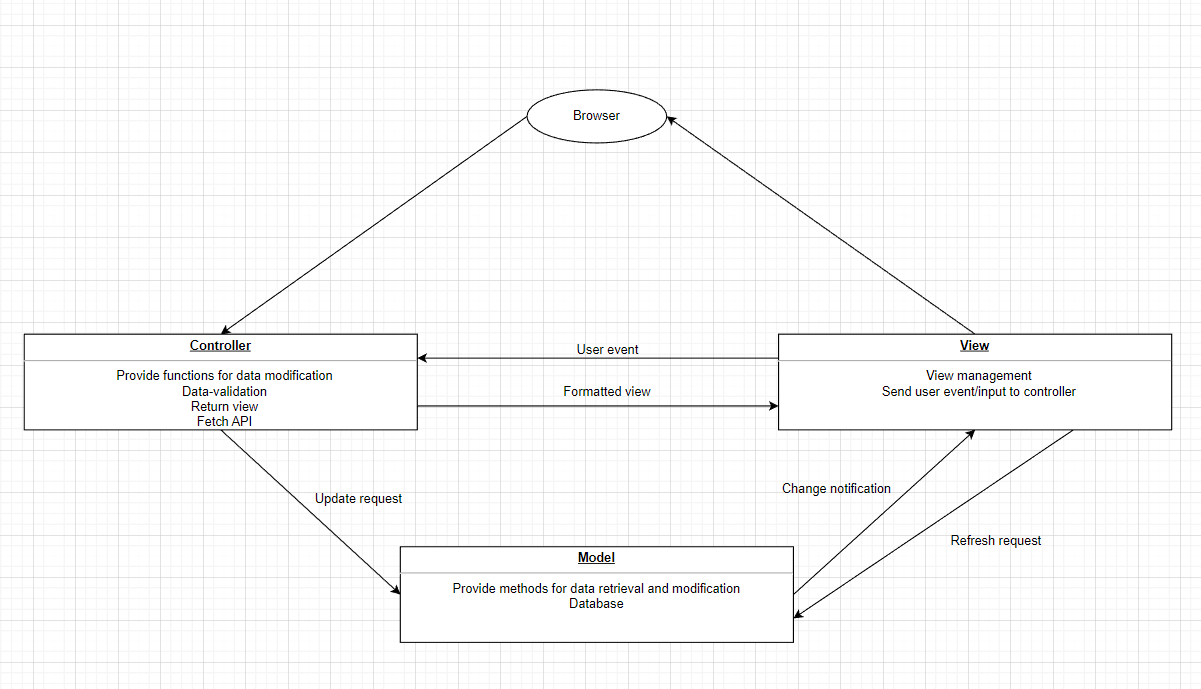 Browser
Controller
Provide functions for data modification
Data-validation
Return view
Fetch API
User event
Formatted view
View
View management
Send user event/input to controller
Update request
Change notification
Refresh request
Model
Provide methods for data retrieval and modification
Database